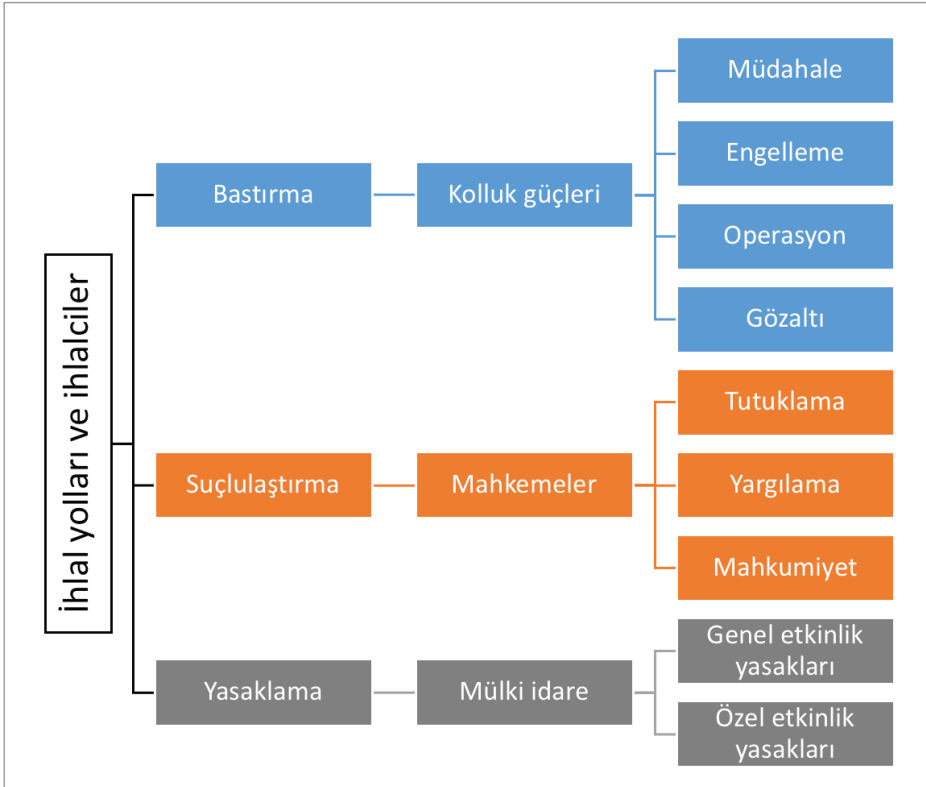 İhlal yolları ve ihlalciler
Bastırma
Kolluk güçleri
Müdahale
Engelleme
Operasyon
Gözaltı
Suçlulaştırma
Mahkemeler
Tutuklama
Yargılama
Mahkumiyet
Yasaklama
Mülki idare
Genel etkinlik
yasakları
Özel etkinlik
yasakları